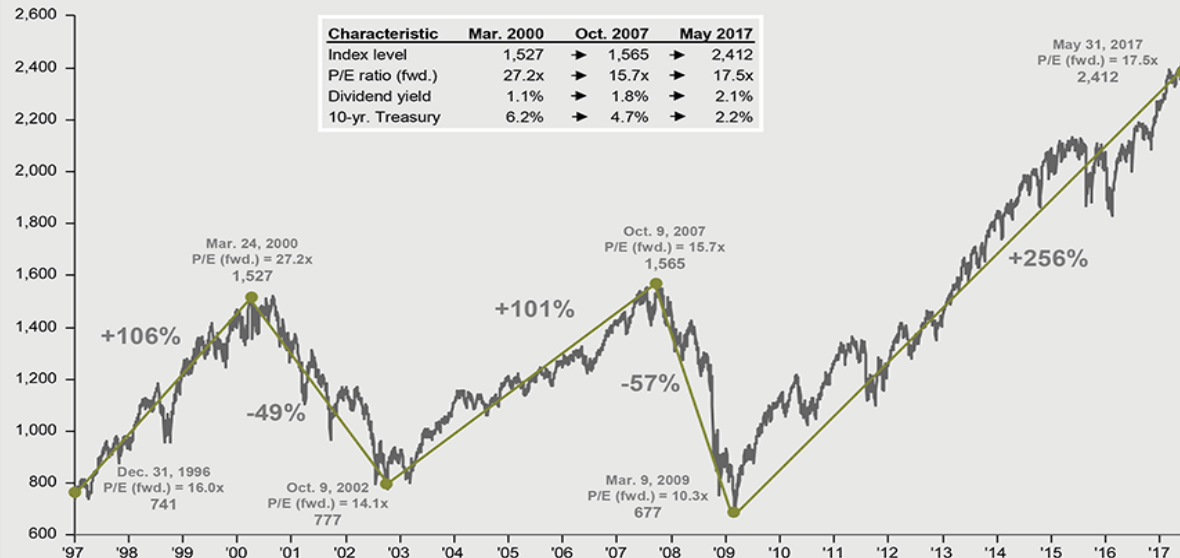 2,600
2,400
2,200
2,000
1,800
1,600
1,400
1,200
1,000
800
600
Characteristic Mar. 2000 Oct. 2007 May 2017
Index level 1,527 ➔ 1,565 ➔ 2,412
P/E ratio (fwd.) 27.2x ➔ 15.7x ➔ 17.5x
Dividend yield 1.1% ➔ 1.8% ➔ 2.1%
10-yr. Treasury 6.2% ➔ 4.7% ➔ 2.2%
May 31, 2017
P/E (fwd.) = 17.5x
2,412
Mar. 24, 2000
P/E (fwd.) = 27.2x
1,527
Oct. 9, 2007
P/E (fwd.) = 15.7x
1,565
+106%
-49%
+101%
-57%
+256%
Dec. 31, 1996
P/E (fwd.) = 16.0x
741
Oct. 9, 2002
P/E (fwd.) = 14.1x
777
Mar. 9, 2009
P/E (fwd.) = 10.3x
677
'97 '98 '99 '00 '01 '02 '03 '04 '05 '06 '07 '08 '09 '10 '11 '12 '13 '14 '15 '16 '17